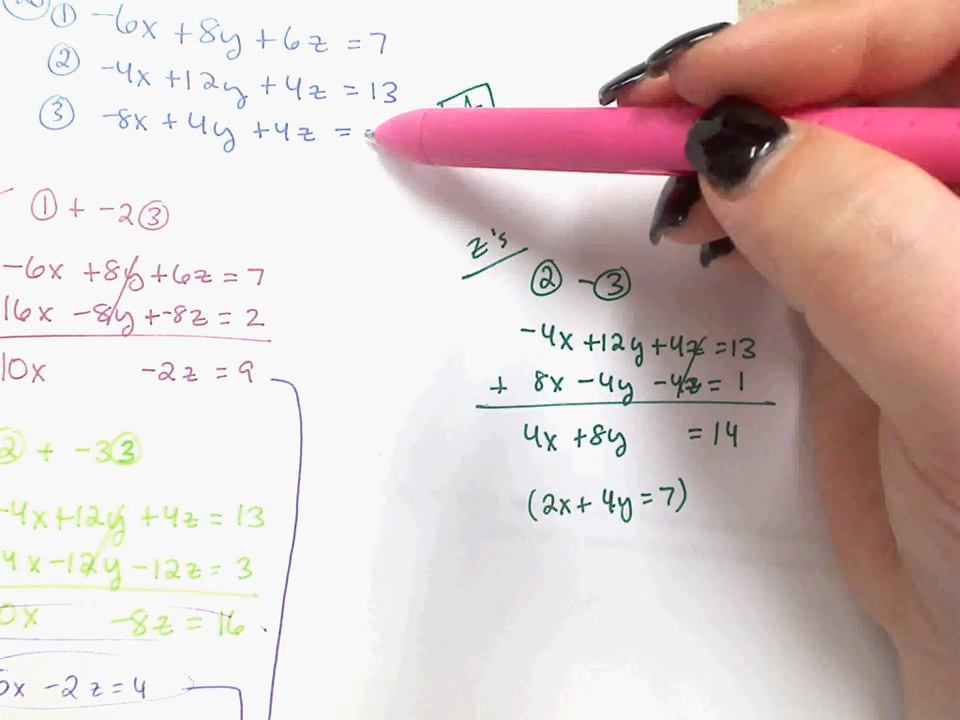 ① -6x + 8y + 6z = 7
② -4x + 12y + 4z = 13
③ -8x + 4y + 4z =
① + -2③
-6x + 8y + 6z = 7
16x - 8y + -8z = 2
10x -2z = 9
② + -3③
-4x + 12y + 4z = 13
4x - 12y - 12z = 3
0x -8z = 16
5x - 2z = 4
z's
② - ③
-4x + 12y + 4z = 13
+ 8x - 4y - 4z = 1
4x + 8y = 14
(2x + 4y = 7)